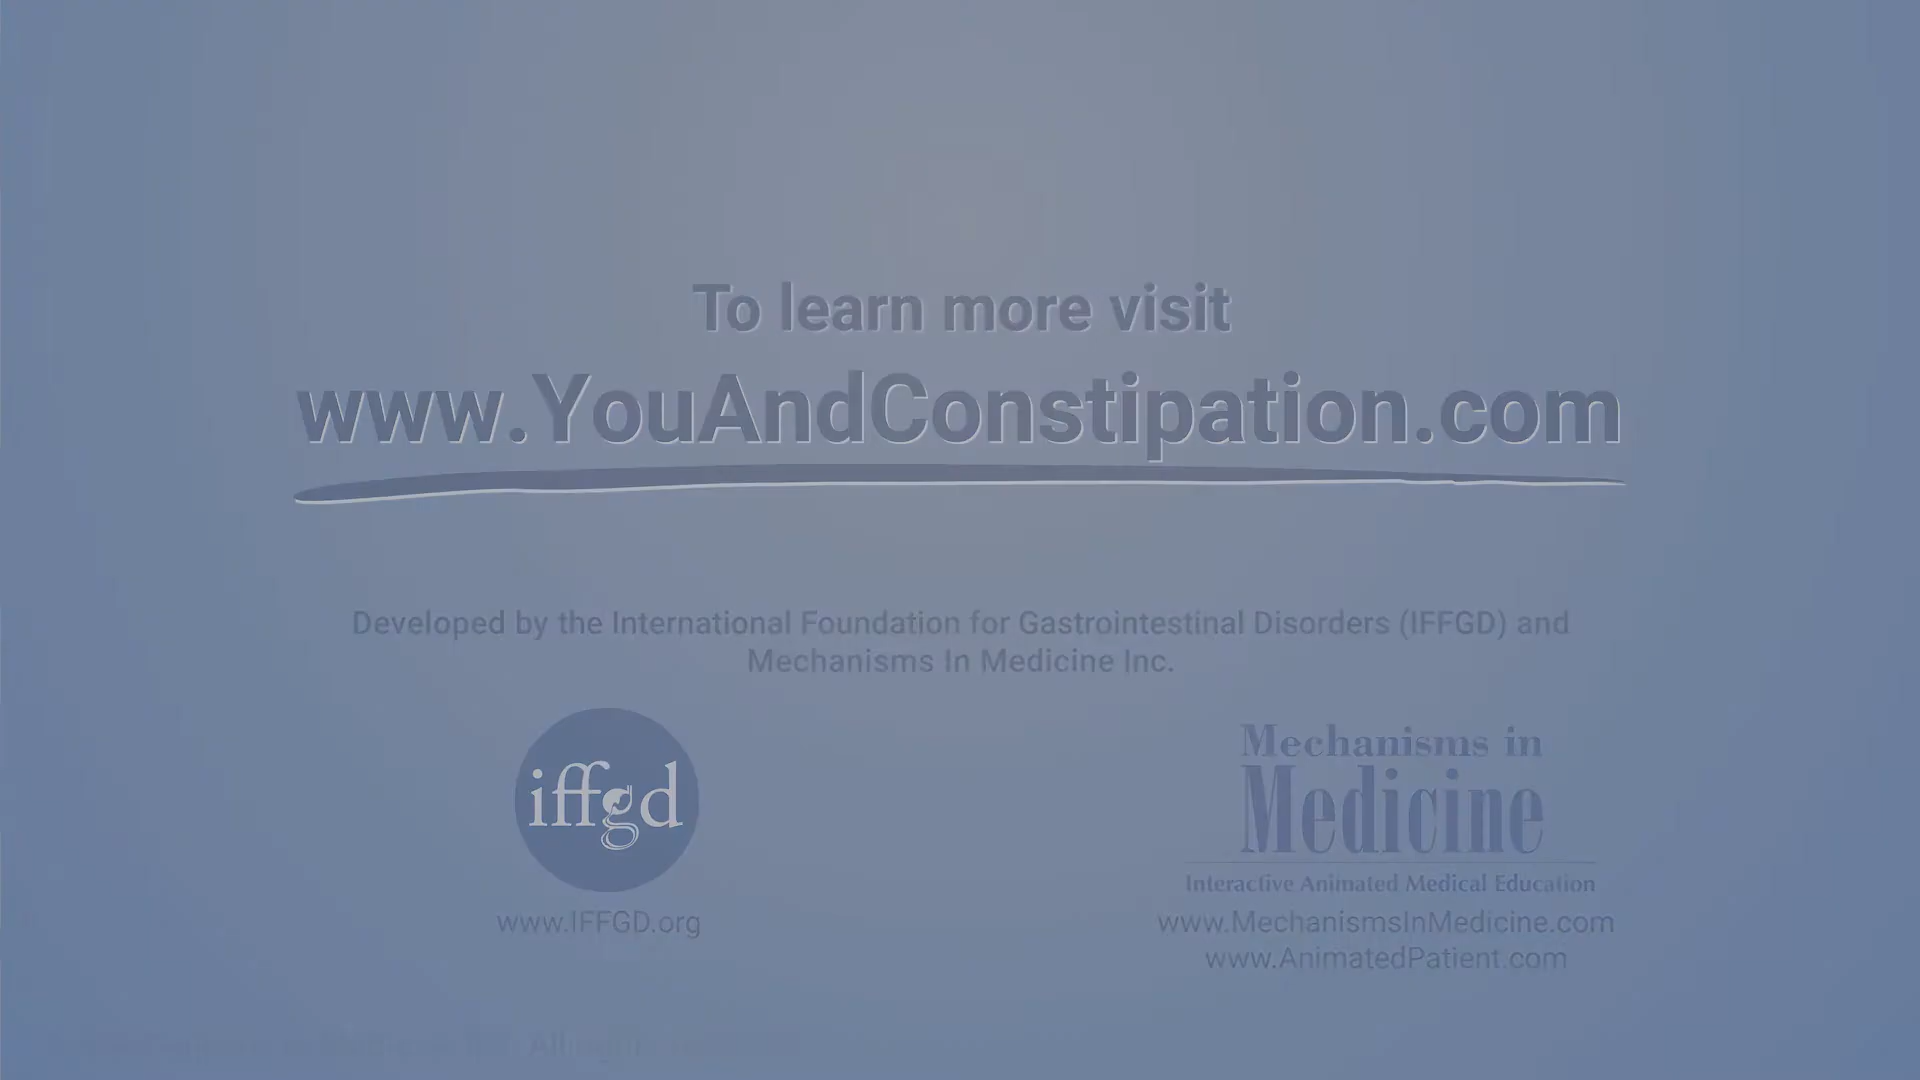 To learn more visit
www.YouAndConstipation.com
Developed by the International Foundation for Gastrointestinal Disorders (IFFGD) and
Mechanisms In Medicine Inc.
iffgd
www.IFFGD.org
Mechanisms in
Medicine
Interactive Animated Medical Education
www.MechanismsInMedicine.com
www.AnimatedPatient.com